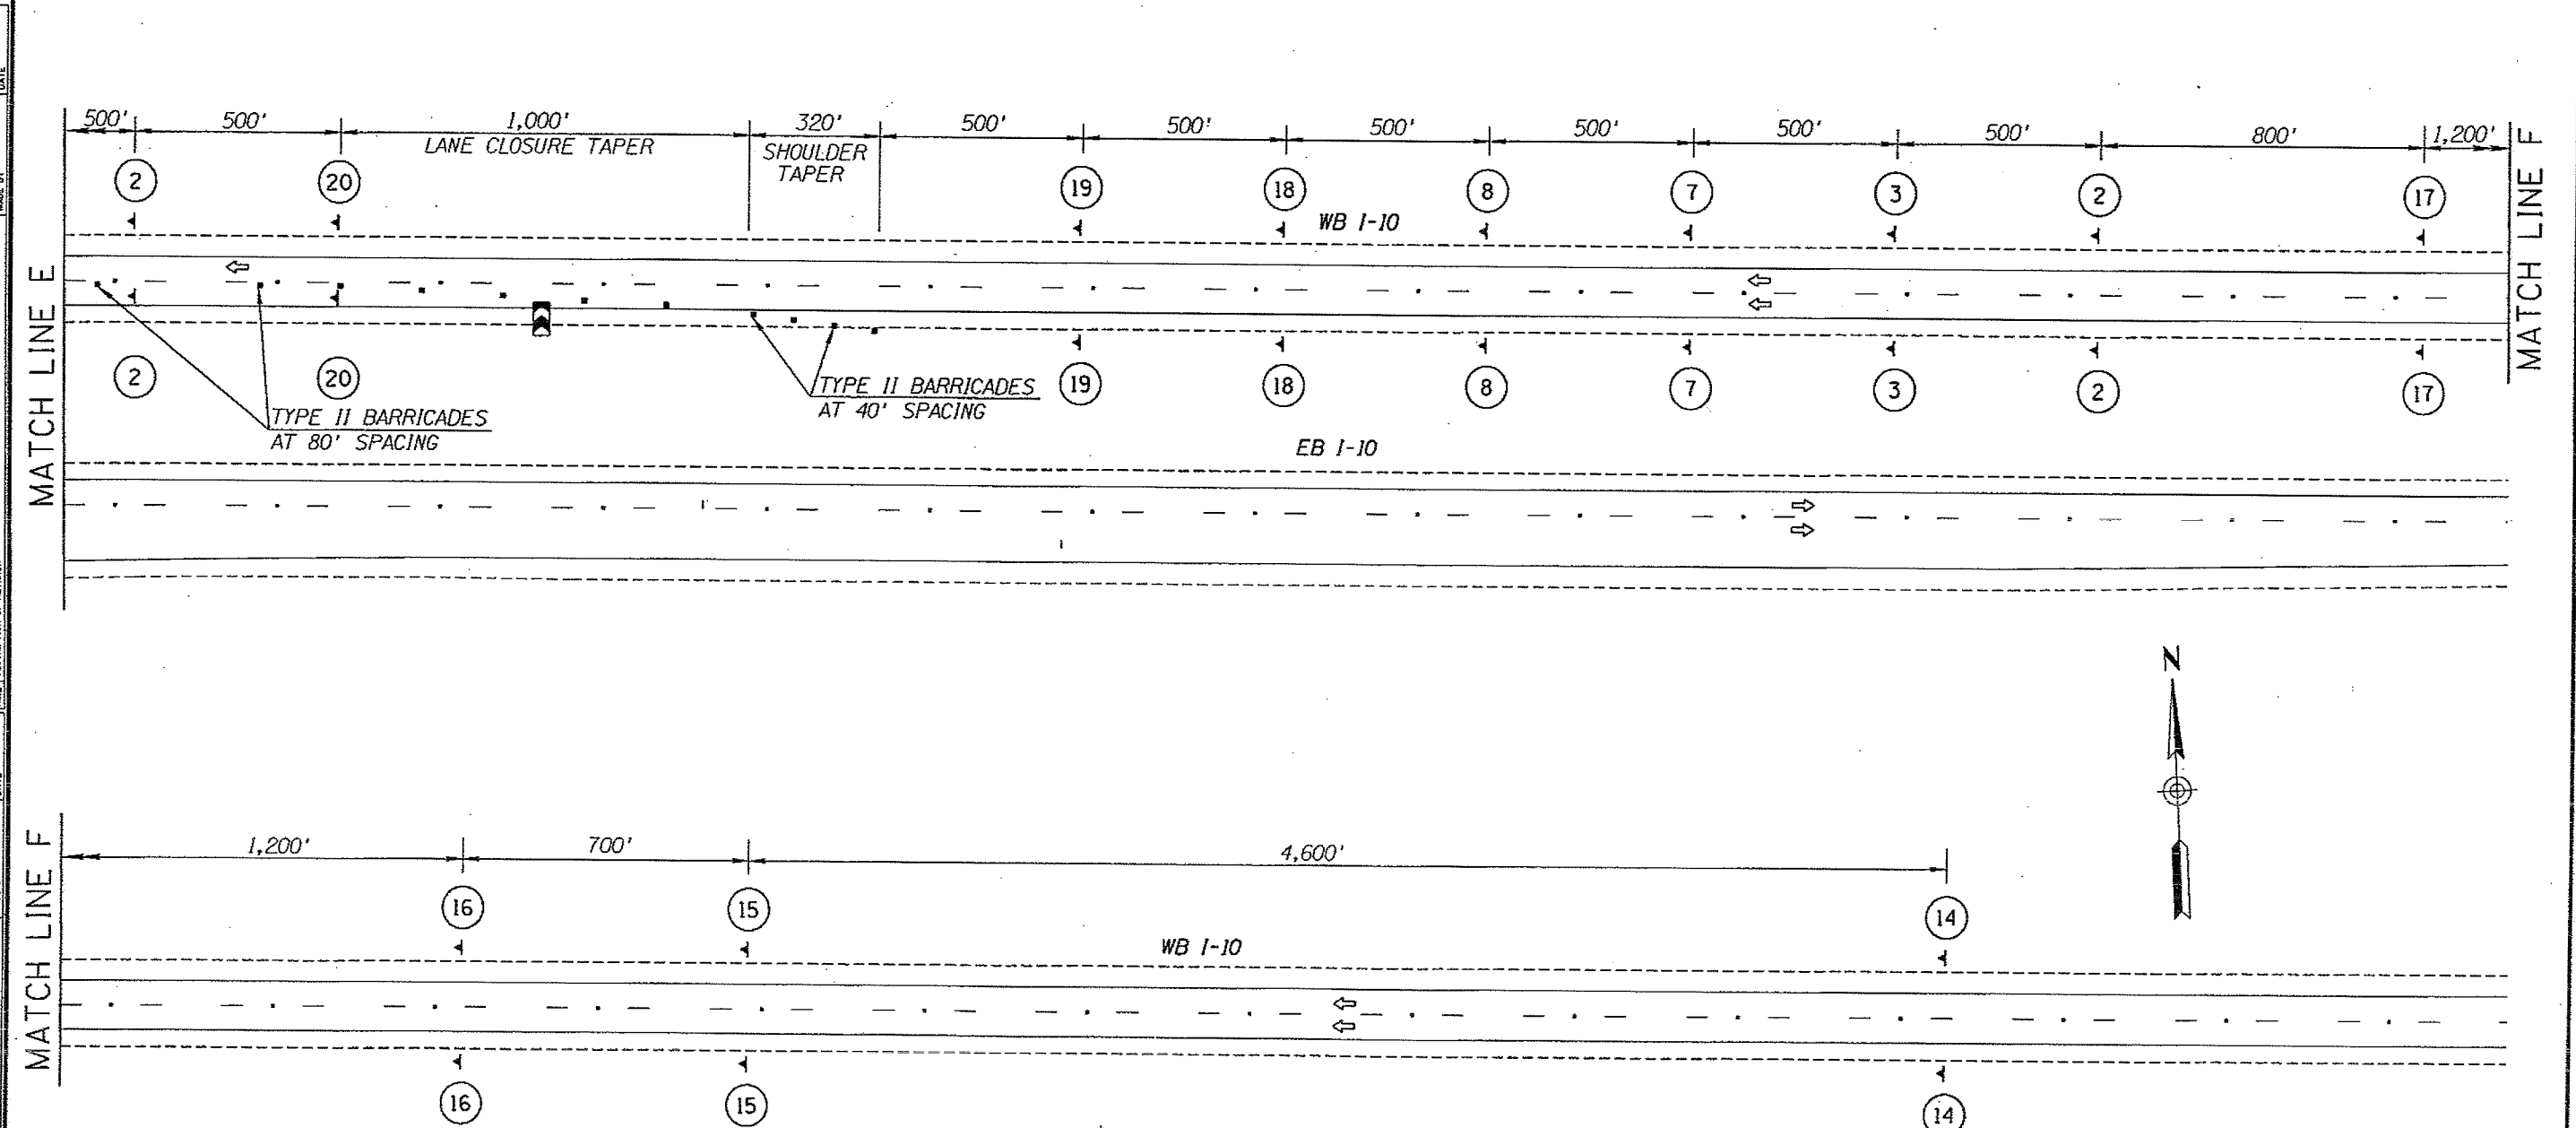 500' 500' 1,000' 320' 500' 500' 500' 500' 500' 500' 800' 1,200'
LANE CLOSURE TAPER
SHOULDER
TAPER
2 20 19 18 8 7 3 2 17
WB I-10
MATCH LINE E
MATCH LINE F
2 20 19 18 8 7 3 2 17
TYPE II BARRICADES
AT 40' SPACING
TYPE II BARRICADES
AT 80' SPACING
EB I-10
N
1,200' 700' 4,600'
MATCH LINE F
16 15 14
WB I-10
16 15 14